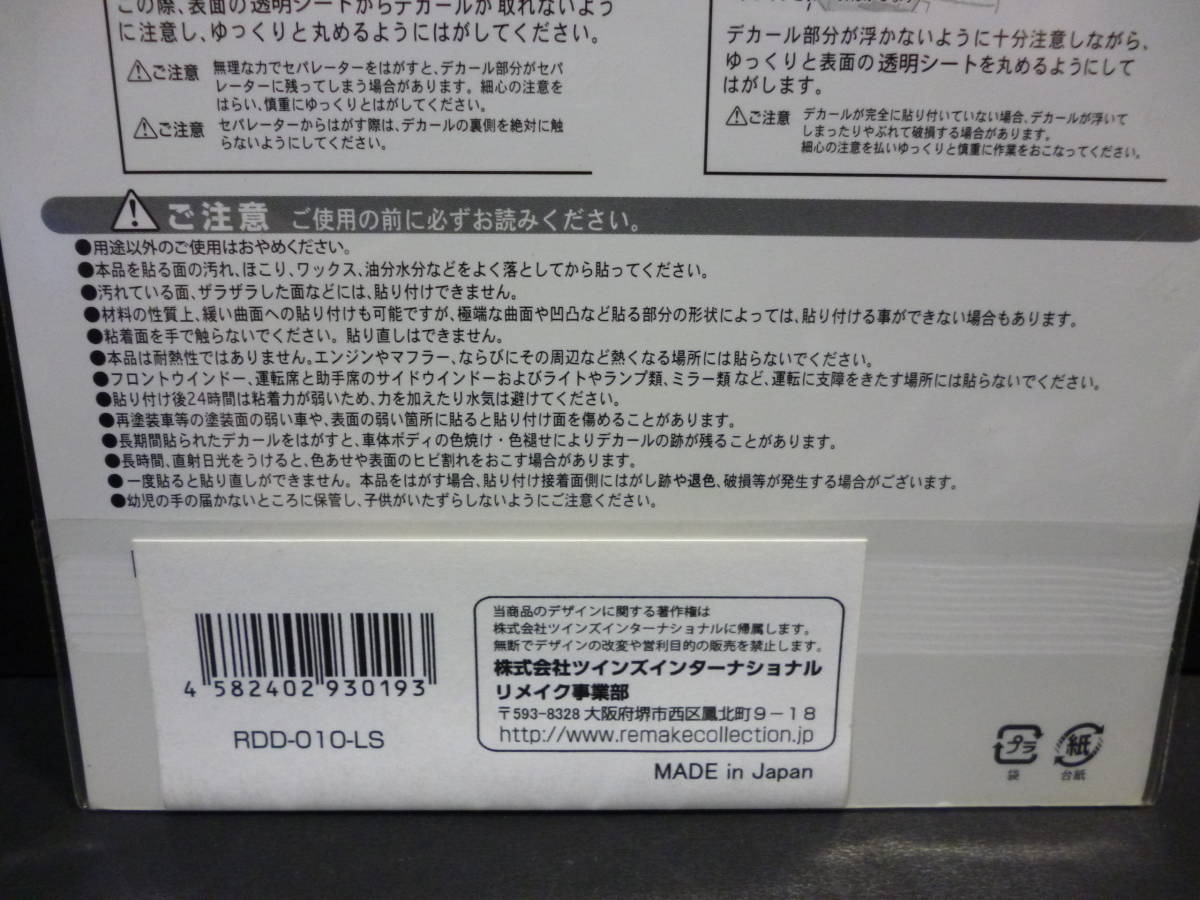 この際、表面の透明シートからデカールが取れないよう
に注意し、ゆっくりと丸めるようにはがしてください。
ご注意 無理な力でセパレーターをはがすと、デカール部分がセパ
レーターに残ってしまう場合があります。細心の注意を
はらい、慎重にゆっくりとはがしてください。
ご注意 セパレーターからはがす際は、デカールの裏側を絶対に触
らないようにしてください。
デカール部分が浮かないように十分注意しながら、
ゆっくりと表面の透明シートを丸めるようにして
はがします。
ご注意 デカールが完全に貼り付いていない場合、デカールが浮いて
しまったりやぶれて破損する場合があります。
細心の注意を払いゆっくりと慎重に作業をおこなってください。
ご注意 ご使用の前に必ずお読みください。
●用途以外のご使用はおやめください。
●本品を貼る面の汚れ、ほこり、ワックス、油分水分などをよく落としてから貼ってください。
●汚れている面、ザラザラした面などには、貼り付けできません。
●材料の性質上、緩い曲面への貼り付けも可能ですが、極端な曲面や凹凸など貼る部分の形状によっては、貼り付ける事ができない場合もあります。
●粘着面を手で触らないでください。貼り直しはできません。
●本品は耐熱性ではありません。エンジンやマフラー、ならびにその周辺など熱くなる場所には貼らないでください。
●フロントウインドー、運転席と助手席のサイドウインドーおよびライトやランプ類、ミラー類など、運転に支障をきたす場所には貼らないでください。
●貼り付け後24時間は粘着力が弱いため、力を加えたり水気は避けてください。
●再塗装車等の塗装面の弱い車や、表面の弱い箇所に貼ると貼り付け面を傷めることがあります。
●長期間貼られたデカールをはがすと、車体ボディの色焼け・色褪せによりデカールの跡が残ることがあります。
●長時間、直射日光をうけると、色あせや表面のヒビ割れをおこす場合があります。
●一度貼ると貼り直しができません。本品をはがす場合、貼り付け接着面側にはがし跡や退色、破損等が発生する場合がございます。
●幼児の手の届かないところに保管し、子供がいたずらしないようにご注意ください。
4 582402 930193
RDD-010-LS
当商品のデザインに関する著作権は
株式会社ツインズインターナショナルに帰属します。
無断でデザインの改変や営利目的の販売を禁止します。
株式会社ツインズインターナショナル
リメイク事業部
〒593-8328 大阪府堺市西区鳳北町9-18
http://www.remakecollection.jp
MADE in Japan
プラ
袋
紙
台紙